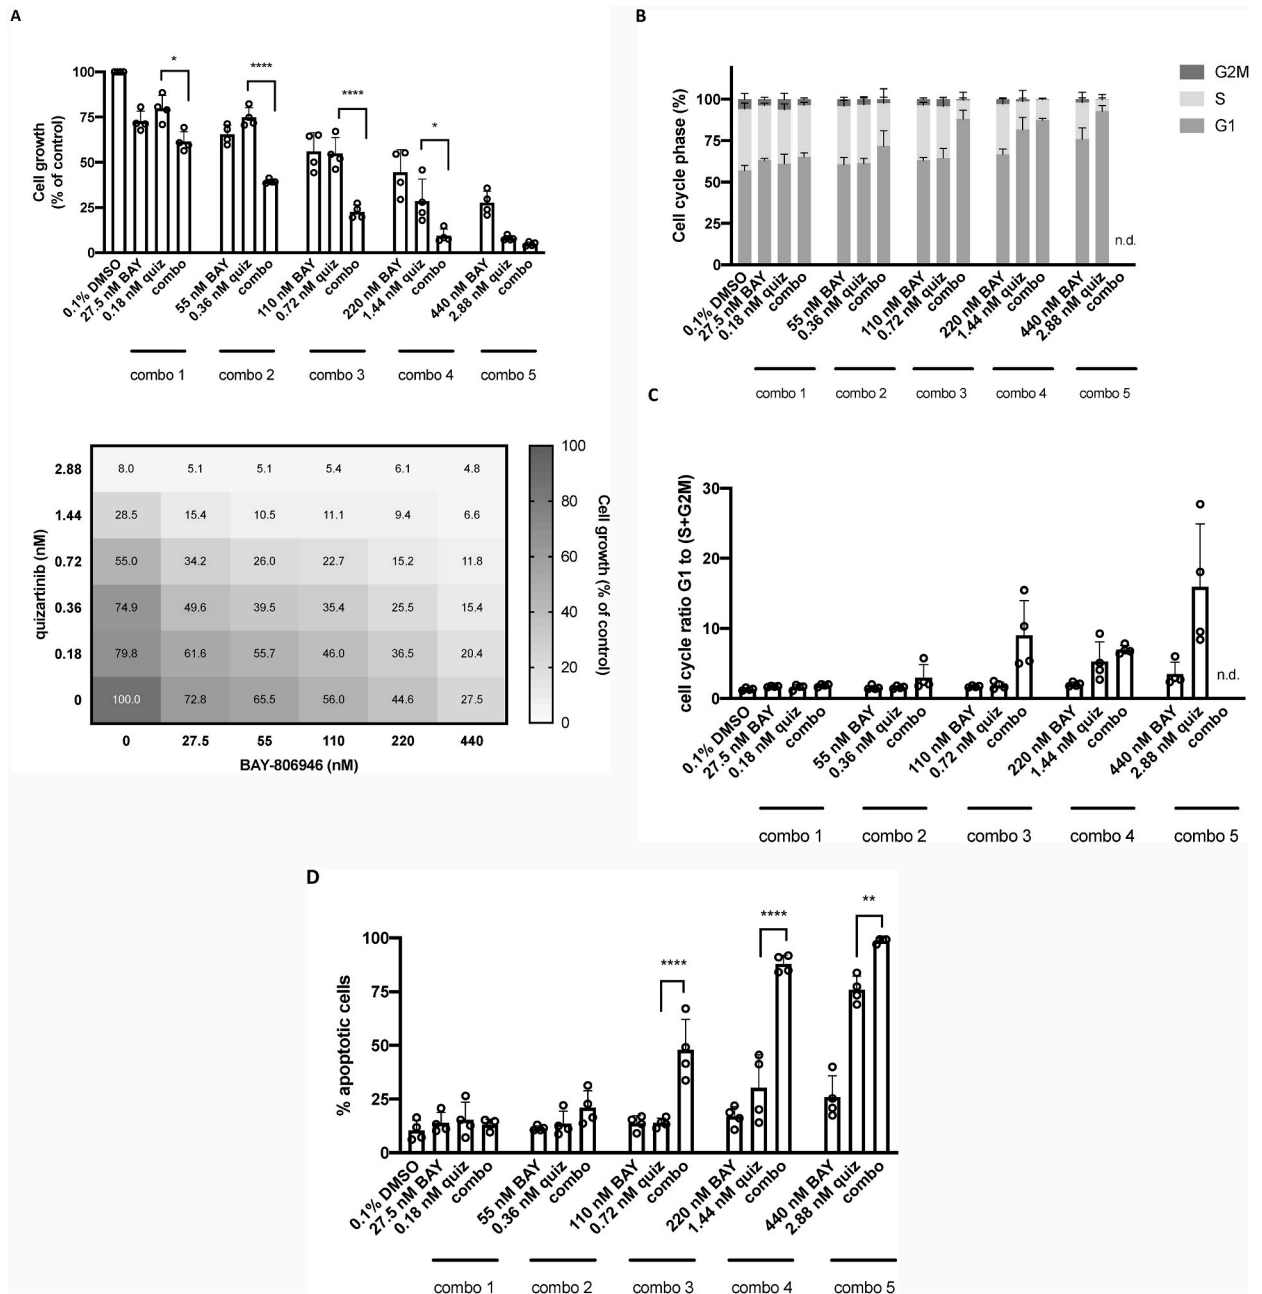 A
Cell growth
(% of control)
100
75
50
25
0
*
****
****
*
0.1% DMSO
27.5 nM BAY
0.18 nM quiz
combo
55 nM BAY
0.36 nM quiz
combo
110 nM BAY
0.72 nM quiz
combo
220 nM BAY
1.44 nM quiz
combo
440 nM BAY
2.88 nM quiz
combo
combo 1
combo 2
combo 3
combo 4
combo 5
quizartinib (nM)
2.88 8.0 5.1 5.1 5.4 6.1 4.8
1.44 28.5 15.4 10.5 11.1 9.4 6.6
0.72 55.0 34.2 26.0 22.7 15.2 11.8
0.36 74.9 49.6 39.5 35.4 25.5 15.4
0.18 79.8 61.6 55.7 46.0 36.5 20.4
0 100.0 72.8 65.5 56.0 44.6 27.5
0 27.5 55 110 220 440
BAY-806946 (nM)
100
80
60
40
20
0
Cell growth (% of control)
B
Cell cycle phase (%)
100
75
50
25
0
G2M
S
G1
n.d.
0.1% DMSO
27.5 nM BAY
0.18 nM quiz
combo
55 nM BAY
0.36 nM quiz
combo
110 nM BAY
0.72 nM quiz
combo
220 nM BAY
1.44 nM quiz
combo
440 nM BAY
2.88 nM quiz
combo
combo 1
combo 2
combo 3
combo 4
combo 5
C
cell cycle ratio G1 to (S+G2M)
30
20
10
0
n.d.
0.1% DMSO
27.5 nM BAY
0.18 nM quiz
combo
55 nM BAY
0.36 nM quiz
combo
110 nM BAY
0.72 nM quiz
combo
220 nM BAY
1.44 nM quiz
combo
440 nM BAY
2.88 nM quiz
combo
combo 1
combo 2
combo 3
combo 4
combo 5
D
% apoptotic cells
100
75
50
25
0
****
****
**
0.1% DMSO
27.5 nM BAY
0.18 nM quiz
combo
55 nM BAY
0.36 nM quiz
combo
110 nM BAY
0.72 nM quiz
combo
220 nM BAY
1.44 nM quiz
combo
440 nM BAY
2.88 nM quiz
combo
combo 1
combo 2
combo 3
combo 4
combo 5